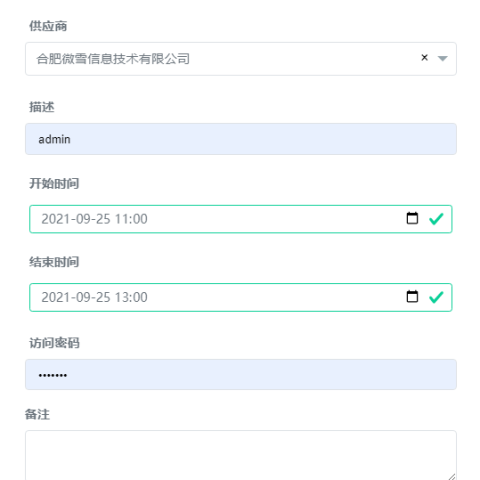 供应商
合肥微雪信息技术有限公司 ×
描述
admin
开始时间
2021-09-25 11:00
结束时间
2021-09-25 13:00
访问密码
•••••••
备注